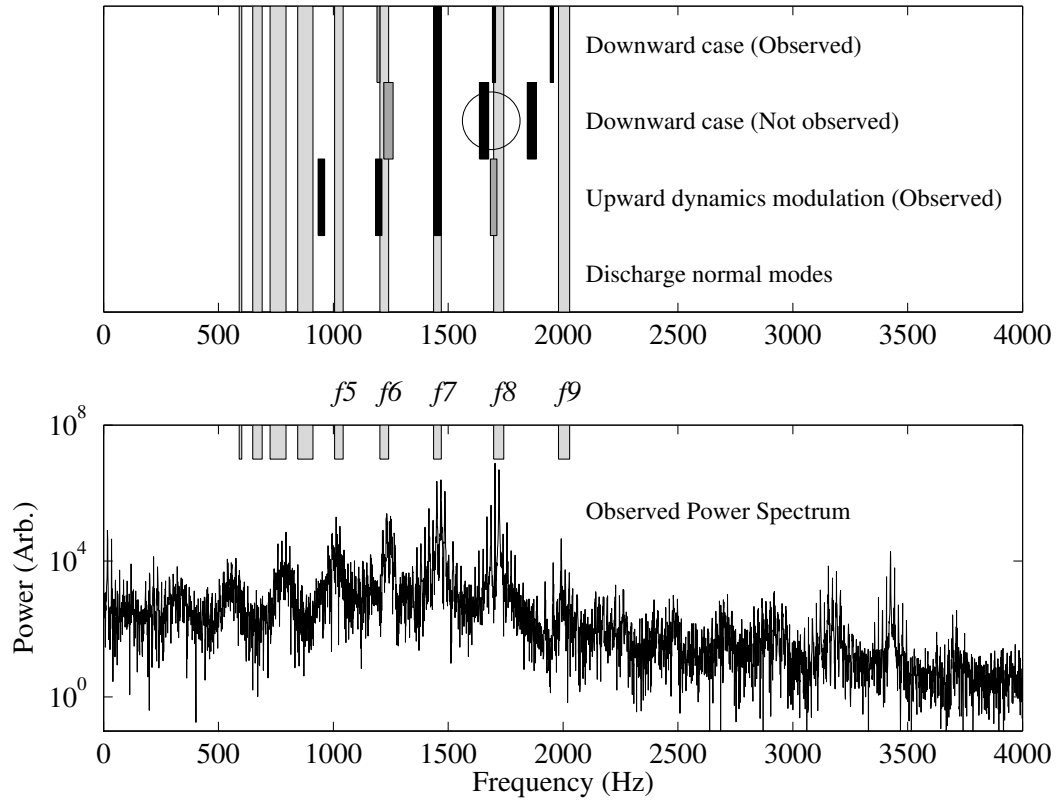 Downward case (Observed)
Downward case (Not observed)
Upward dynamics modulation (Observed)
Discharge normal modes
0 500 1000 1500 2000 2500 3000 3500 4000
f5 f6 f7 f8 f9
10^8
Observed Power Spectrum
10^4
10^0
Power (Arb.)
0 500 1000 1500 2000 2500 3000 3500 4000
Frequency (Hz)